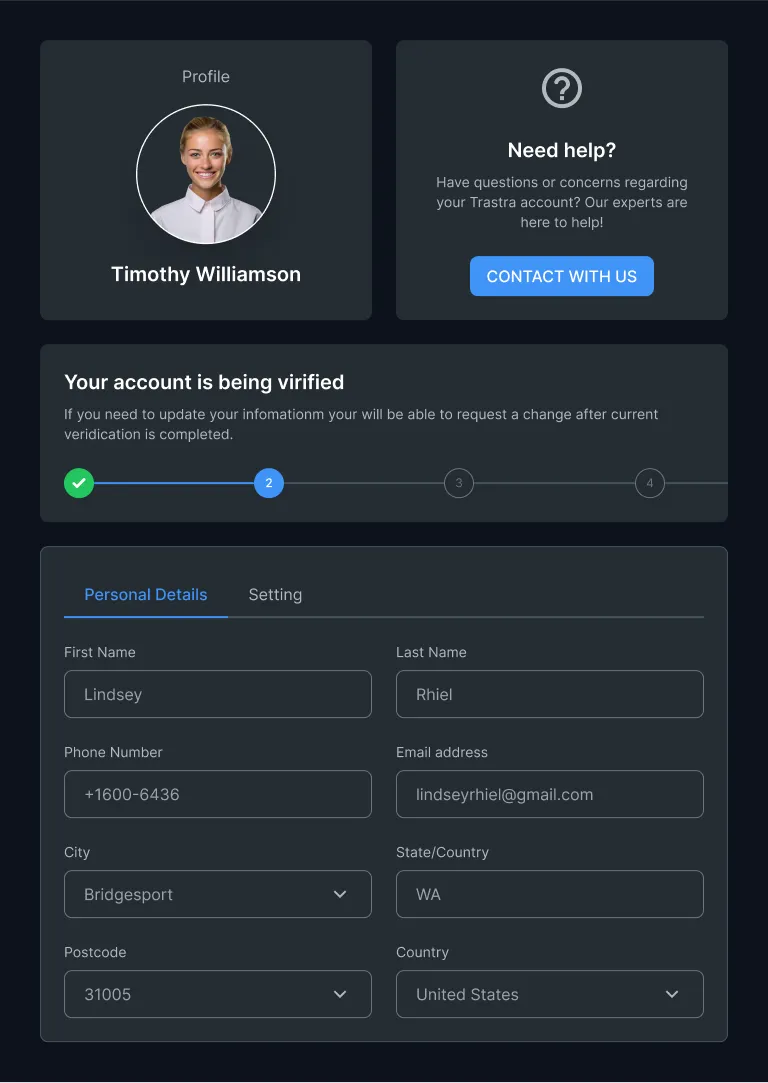 Profile
Timothy Williamson
Need help?
Have questions or concerns regarding
your Trastra account? Our experts are
here to help!
CONTACT WITH US
Your account is being virified
If you need to update your infomationm your will be able to request a change after current
veridication is completed.
2
3
4
Personal Details
Setting
First Name
Last Name
Lindsey
Rhiel
Phone Number
Email address
+1600-6436
lindseyrhiel@gmail.com
City
State/Country
Bridgesport
WA
Postcode
Country
31005
United States